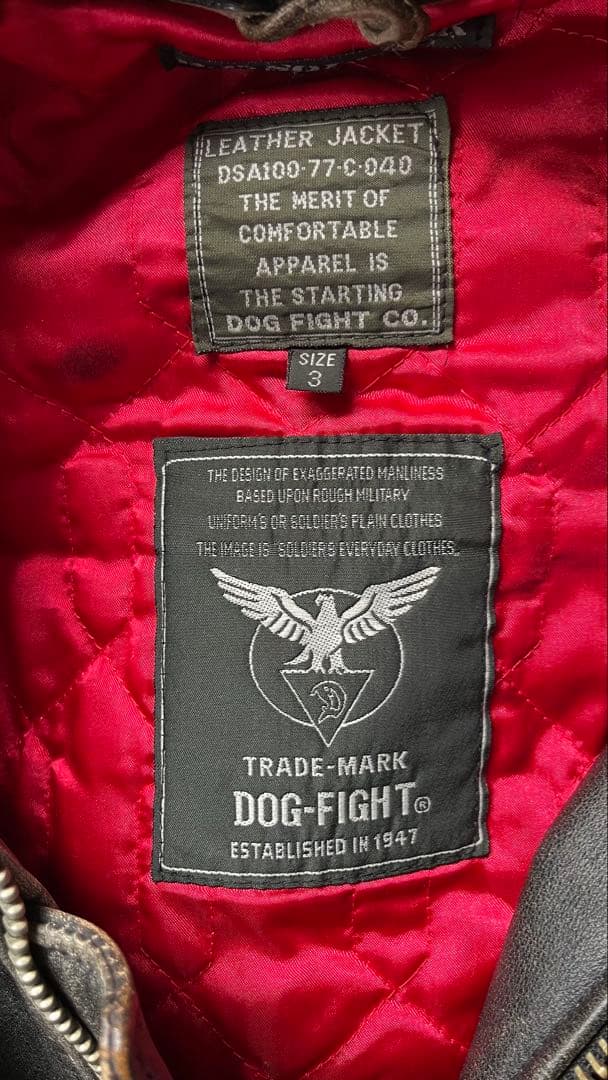 LEATHER JACKET
DSA100-77-C-040
THE MERIT OF
COMFORTABLE
APPAREL IS
THE STARTING
DOG FIGHT CO.
SIZE
3
THE DESIGN OF EXAGGERATED MANLINESS
BASED UPON ROUGH MILITARY
UNIFORM'S OR SOLDIER'S PLAIN CLOTHES
THE IMAGE IS "SOLDIER'S EVERYDAY CLOTHES„
TRADE-MARK
DOG-FIGHT®
ESTABLISHED IN 1947